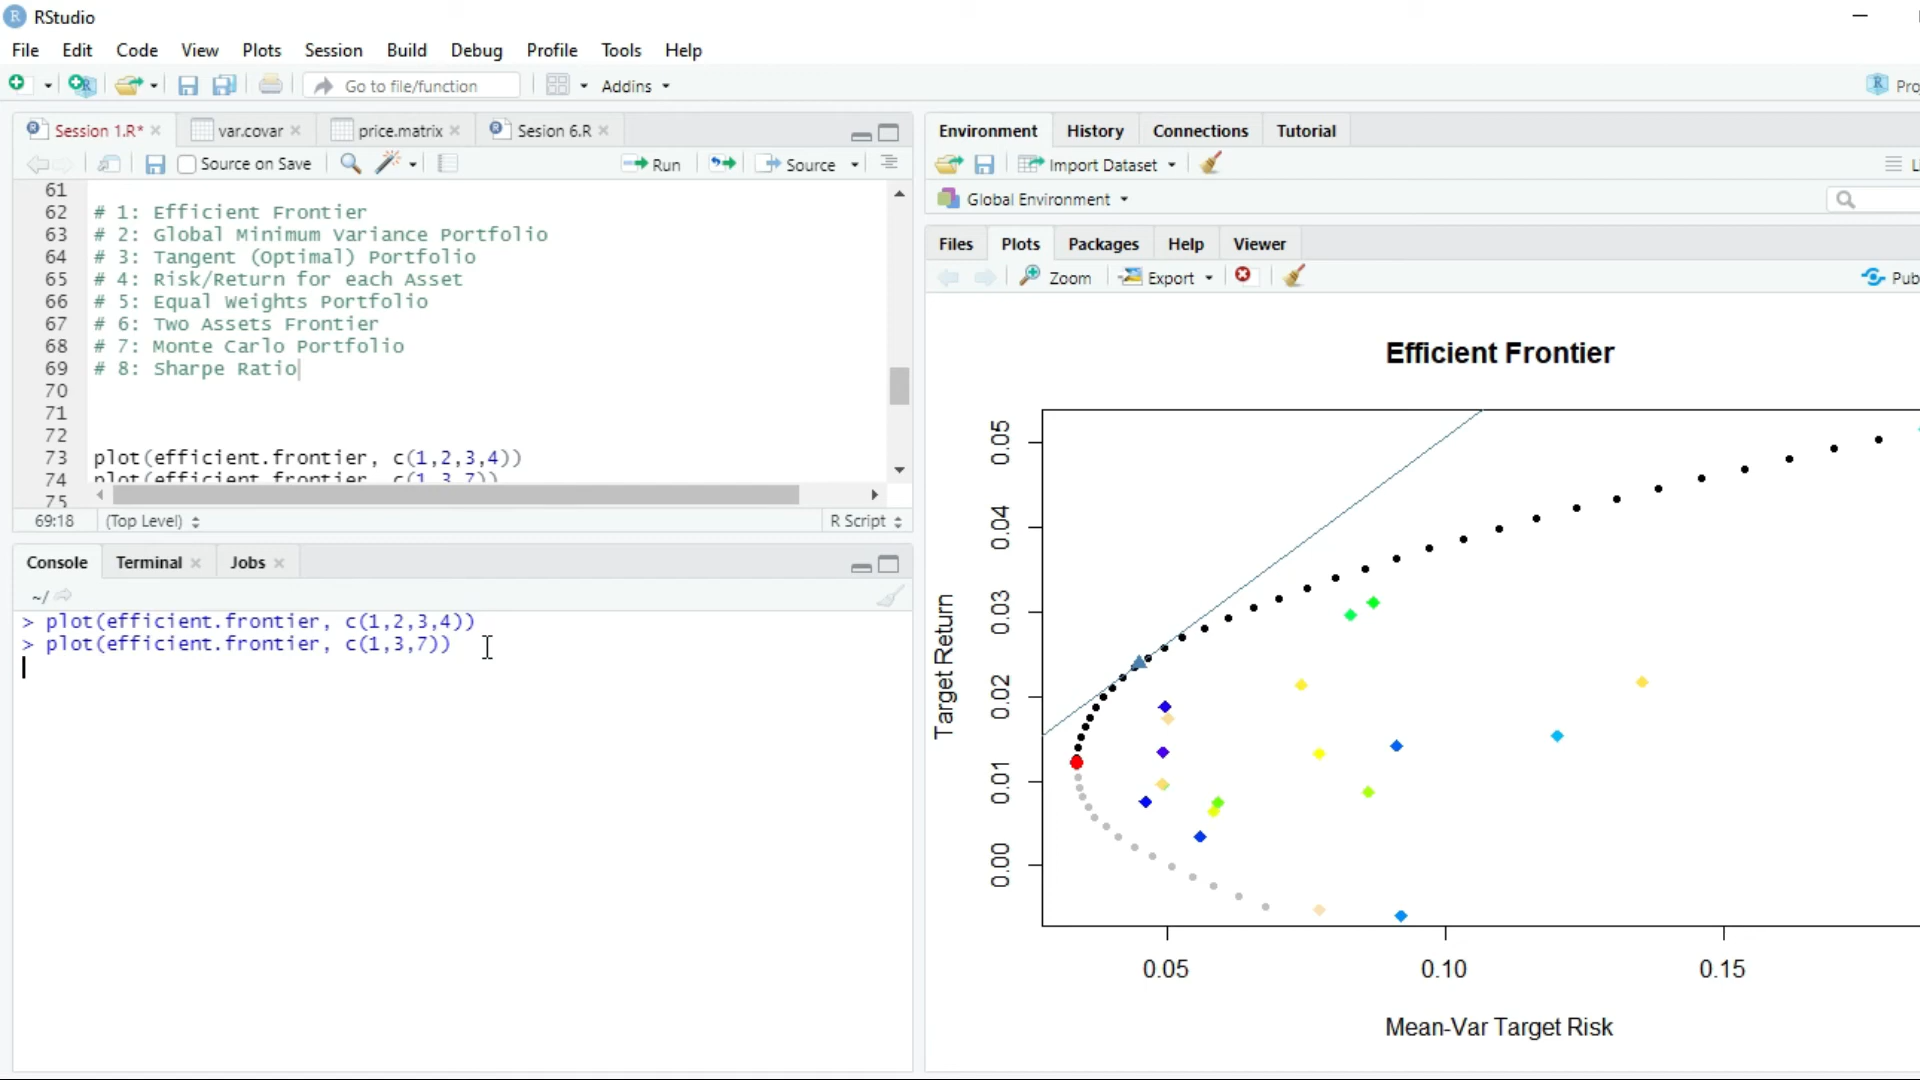 RStudio
File Edit Code View Plots Session Build Debug Profile Tools Help
Go to file/function Addins
Session 1.R* var.covar price.matrix Sesion 6.R
Source on Save Run Source
61
62 # 1: Efficient Frontier
63 # 2: Global Minimum Variance Portfolio
64 # 3: Tangent (Optimal) Portfolio
65 # 4: Risk/Return for each Asset
66 # 5: Equal Weights Portfolio
67 # 6: Two Assets Frontier
68 # 7: Monte Carlo Portfolio
69 # 8: Sharpe Ratio
70
71
72
73 plot(efficient.frontier, c(1,2,3,4))
74 plot(efficient.frontier, c(1,3,7))
75
69:18 (Top Level) R Script
Console Terminal Jobs
~/
> plot(efficient.frontier, c(1,2,3,4))
> plot(efficient.frontier, c(1,3,7))
Environment History Connections Tutorial
Import Dataset
Global Environment
Files Plots Packages Help Viewer
Zoom Export Pub
Efficient Frontier
Target Return
0.05
0.04
0.03
0.02
0.01
0.00
0.05 0.10 0.15
Mean-Var Target Risk